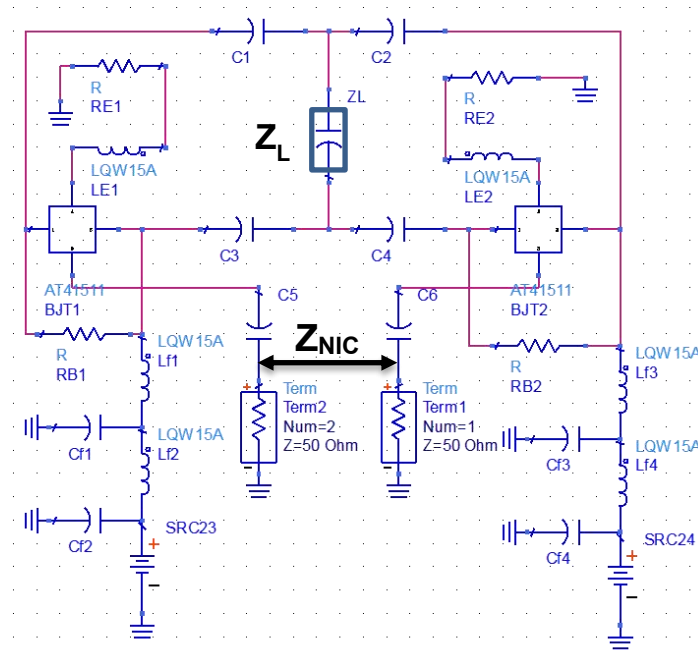 C1
C2
R
RE1
ZL
Z_L
R
RE2
LQW15A
LE1
LQW15A
LE2
C3
C4
AT41511
BJT1
C5
C6
AT41511
BJT2
Z_NIC
R
RB1
LQW15A
Lf1
R
RB2
LQW15A
Lf3
+
Term
Term2
Num=2
Z=50 Ohm
-
+
Term
Term1
Num=1
Z=50 Ohm
-
Cf1
LQW15A
Lf2
Cf3
LQW15A
Lf4
Cf2
SRC23
+
-
Cf4
SRC24
+
-